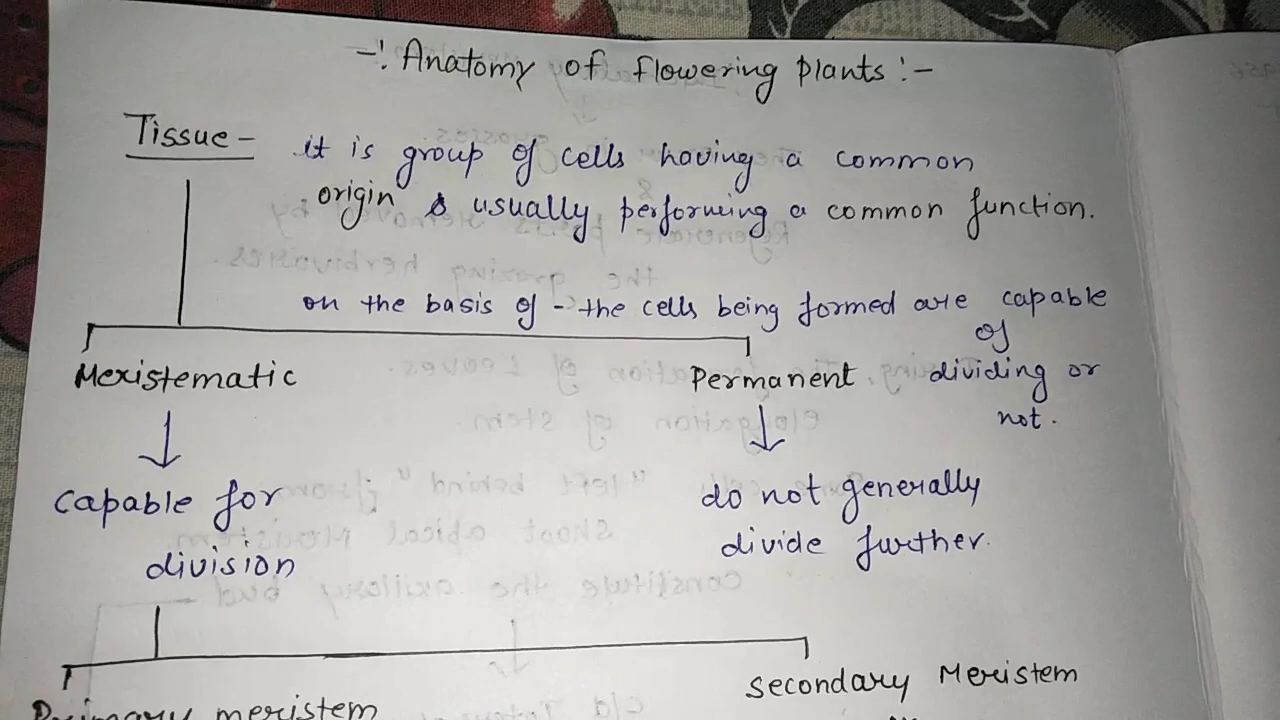 -: Anatomy of flowering plants :-
Tissue - it is group of cells having a common
origin & usually performing a common function.
on the basis of - the cells being formed are capable
of
Meristematic Permanent dividing or
not.
capable for do not generally
division divide further.
Primary meristem secondary Meristem